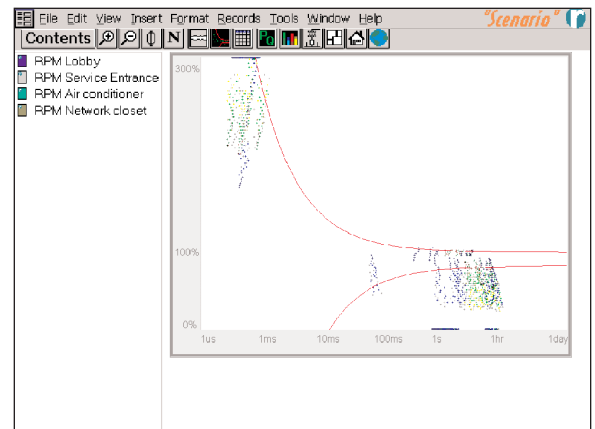 File Edit View Insert Format Records Tools Window Help "Scenario"
Contents N PQ
RPM Lobby
RPM Service Entrance
RPM Air conditioner
RPM Network closet
300%
100%
0%
1us 1ms 10ms 100ms 1s 1hr 1day